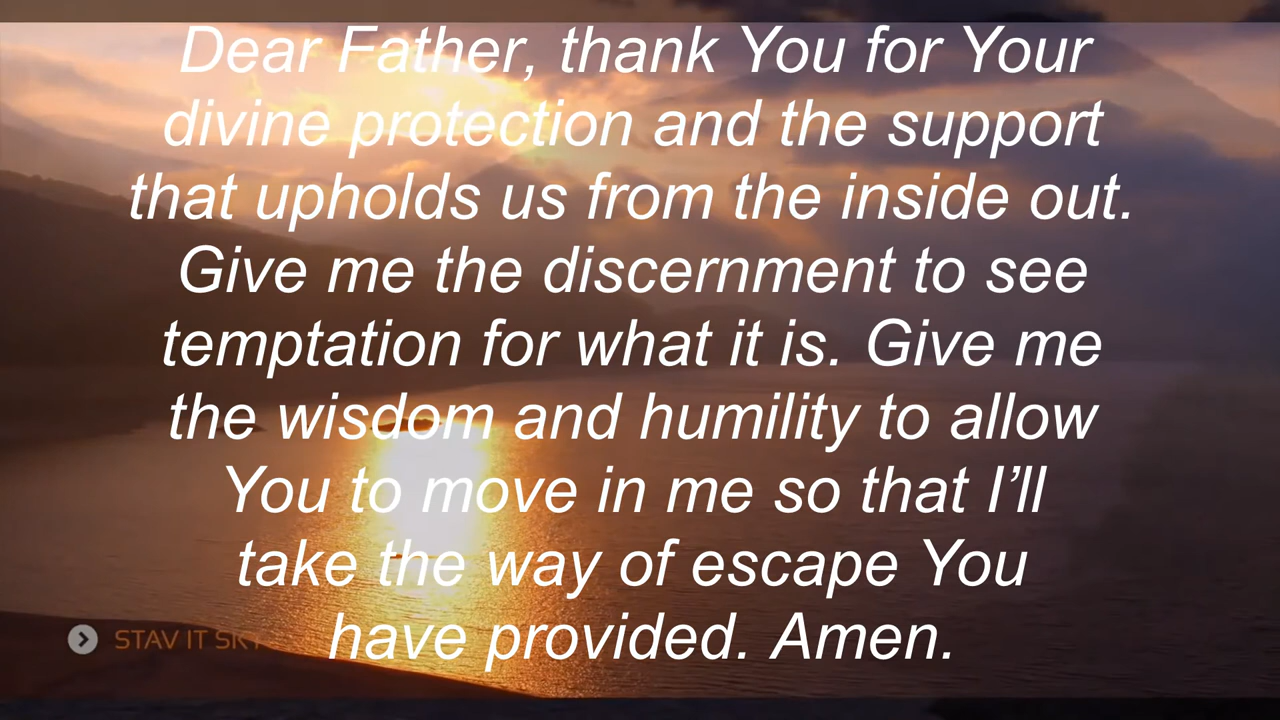 Dear Father, thank You for Your
divine protection and the support
that upholds us from the inside out.
Give me the discernment to see
temptation for what it is. Give me
the wisdom and humility to allow
You to move in me so that I’ll
take the way of escape You
have provided. Amen.
STAV IT